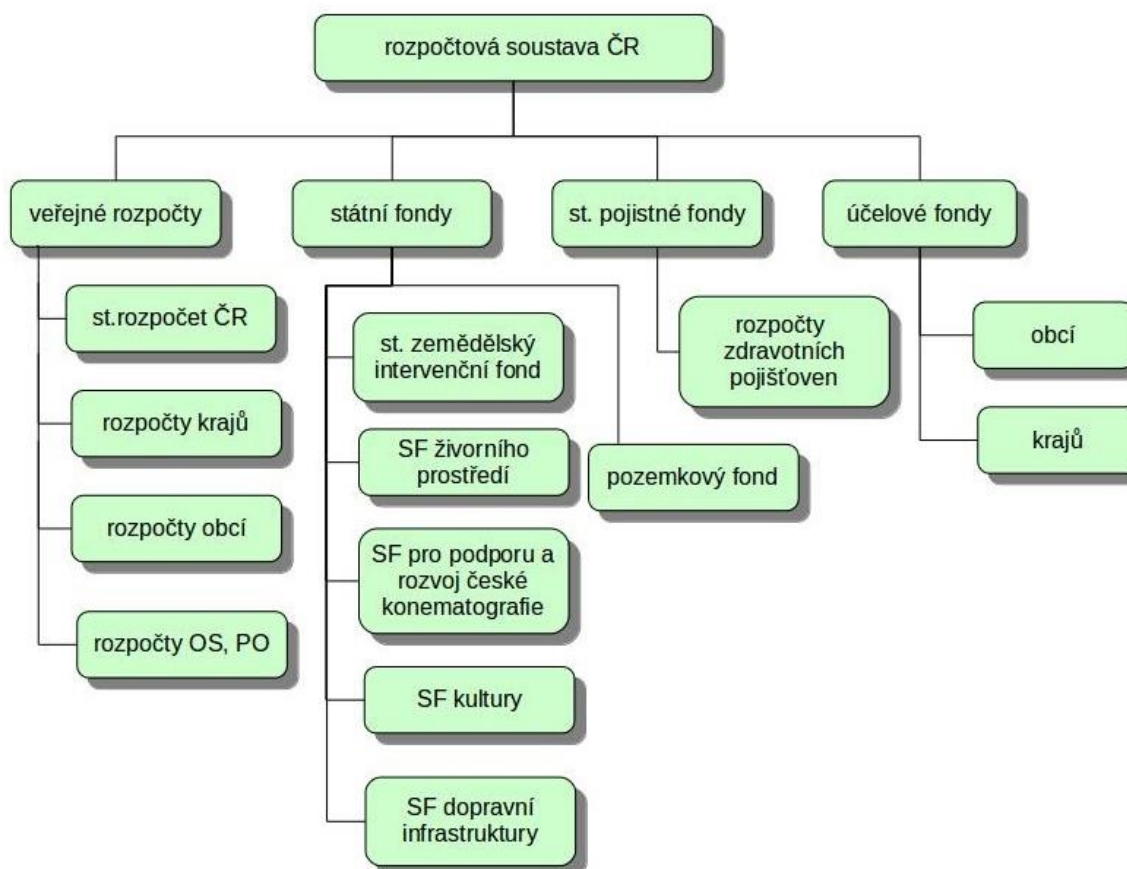 rozpočtová soustava ČR
veřejné rozpočty
státní fondy
st. pojistné fondy
účelové fondy
st.rozpočet ČR
rozpočty krajů
rozpočty obcí
rozpočty OS, PO
st. zemědělský
intervenční fond
SF živorního
prostředí
SF pro podporu a
rozvoj české
konematografie
SF kultury
SF dopravní
infrastruktury
pozemkový fond
rozpočty
zdravotních
pojišťoven
obcí
krajů